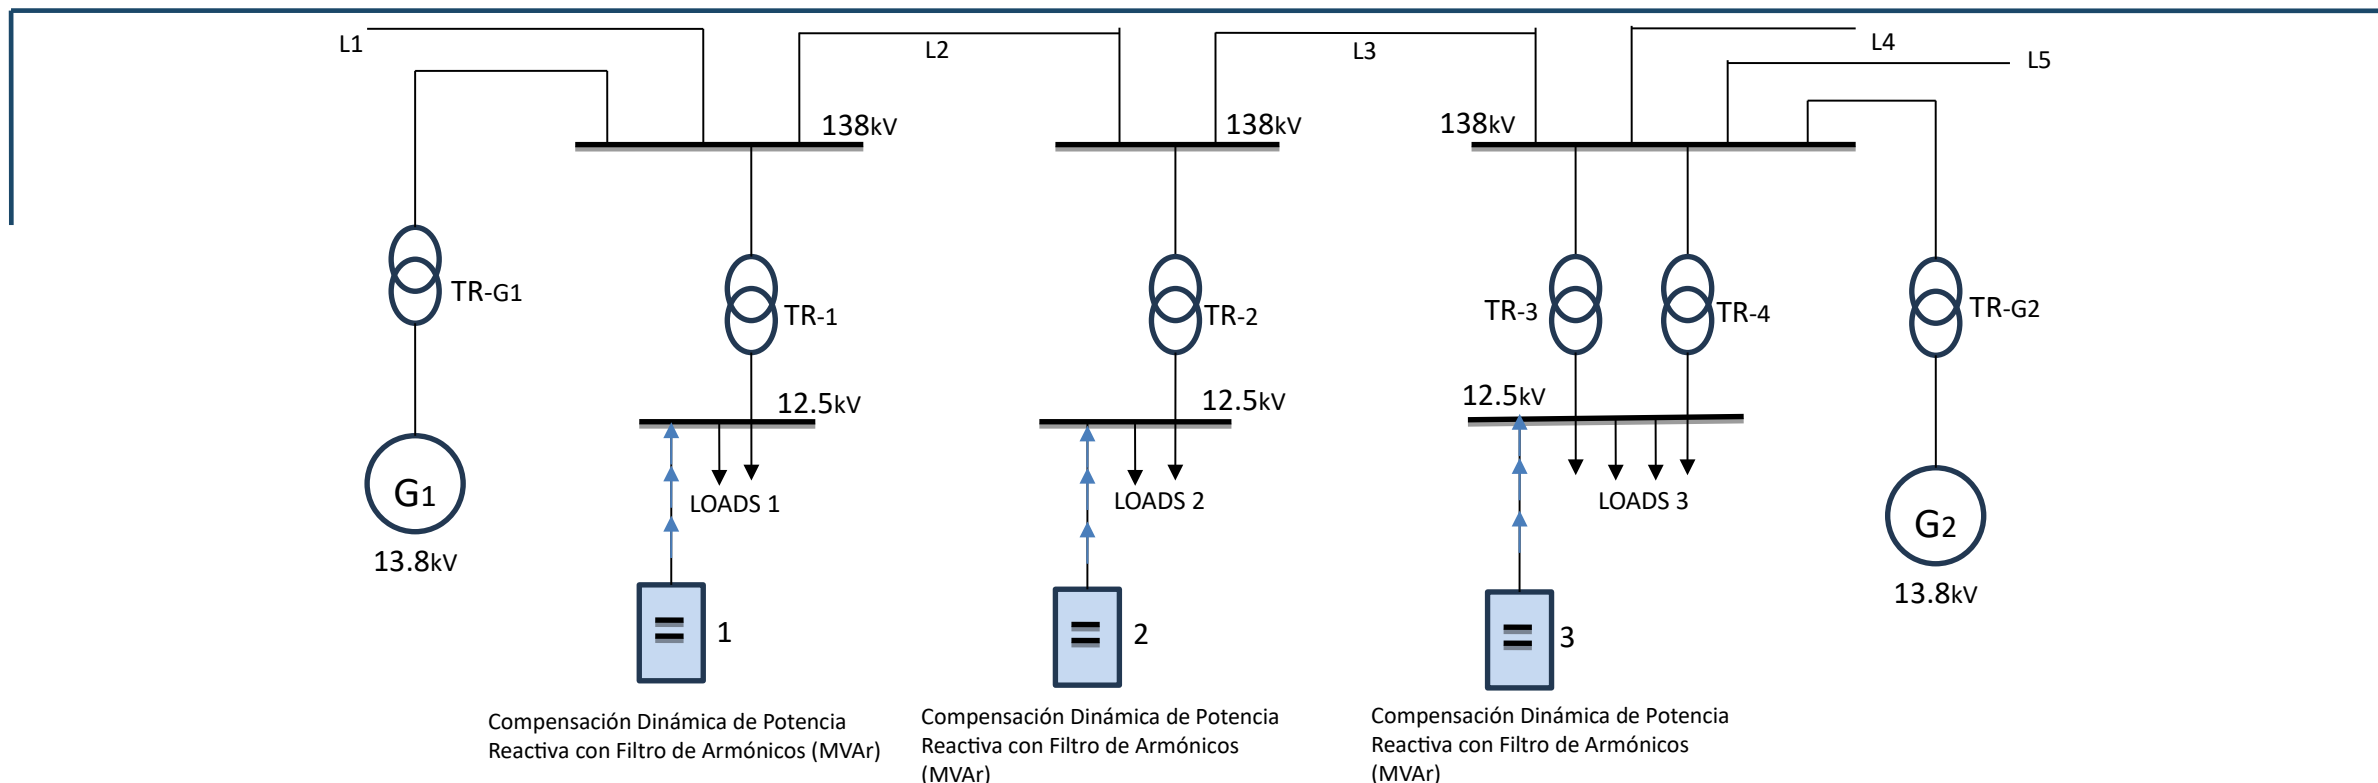 L1
L2
L3
L4
L5
138kV
138kV
138kV
TR-G1
TR-1
TR-2
TR-3
TR-4
TR-G2
12.5kV
12.5kV
12.5kV
G1
13.8kV
LOADS 1
LOADS 2
LOADS 3
G2
13.8kV
1
2
3
Compensación Dinámica de Potencia
Reactiva con Filtro de Armónicos (MVAr)
Compensación Dinámica de Potencia
Reactiva con Filtro de Armónicos
(MVAr)
Compensación Dinámica de Potencia
Reactiva con Filtro de Armónicos
(MVAr)